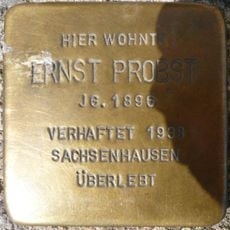 HIER WOHNTE
ERNST PROBST
JG. 1896
VERHAFTET 1938
SACHSENHAUSEN
ÜBERLEBT